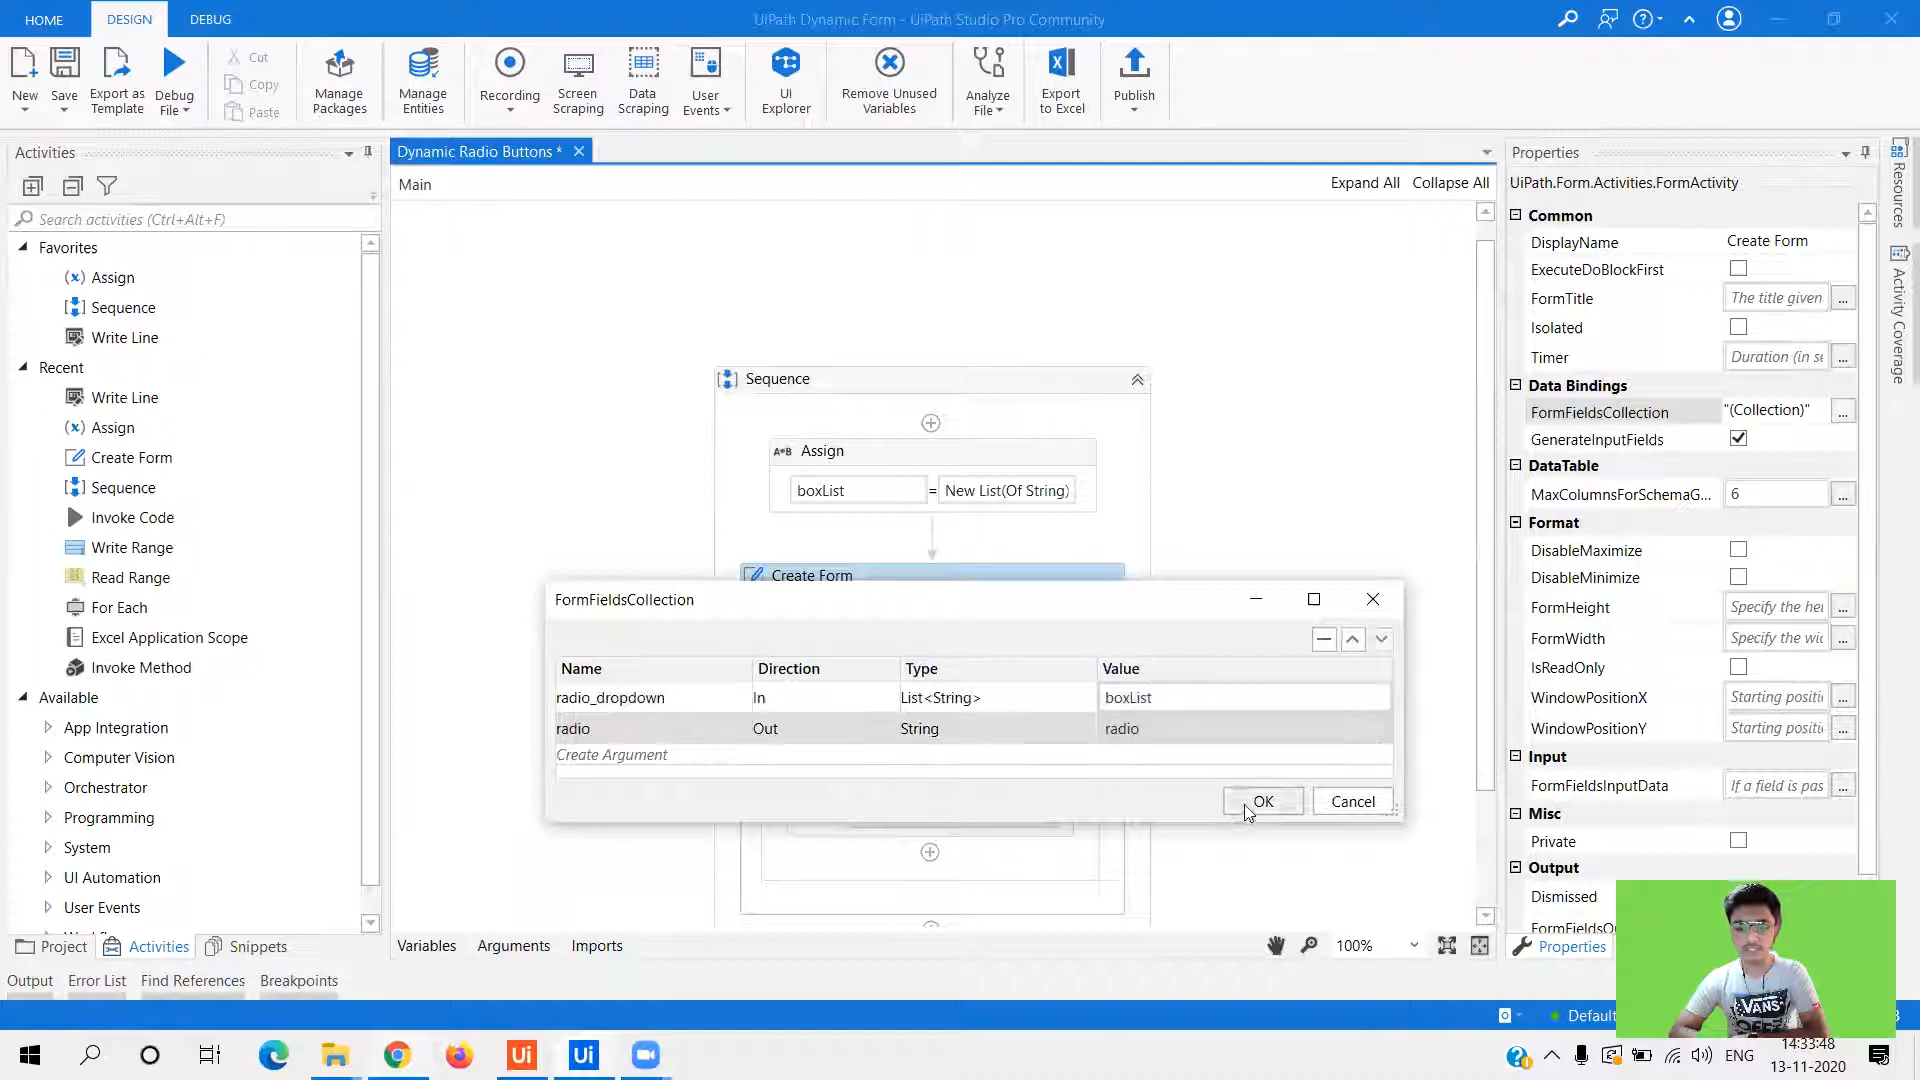 HOME DESIGN DEBUG UiPath Dynamic Form - UiPath Studio Pro Community
New Save Export as Template Debug File Cut Copy Paste Manage Packages Manage Entities Recording Screen Scraping Data Scraping User Events UI Explorer Remove Unused Variables Analyze File Export to Excel Publish
Activities
Search activities (Ctrl+Alt+F)
Favorites
Assign
Sequence
Write Line
Recent
Write Line
Assign
Create Form
Sequence
Invoke Code
Write Range
Read Range
For Each
Excel Application Scope
Invoke Method
Available
App Integration
Computer Vision
Orchestrator
Programming
System
UI Automation
User Events
Project Activities Snippets
Dynamic Radio Buttons *
Main Expand All Collapse All
Sequence
A*B Assign
boxList = New List(Of String)
Create Form
FormFieldsCollection
Name Direction Type Value
radio_dropdown In List<String> boxList
radio Out String radio
Create Argument
OK Cancel
Variables Arguments Imports 100%
Properties
UiPath.Form.Activities.FormActivity
Common
DisplayName Create Form
ExecuteDoBlockFirst
FormTitle The title given ...
Isolated
Timer Duration (in se ...
Data Bindings
FormFieldsCollection "(Collection)" ...
GenerateInputFields
DataTable
MaxColumnsForSchemaG... 6 ...
Format
DisableMaximize
DisableMinimize
FormHeight Specify the hei ...
FormWidth Specify the wid ...
IsReadOnly
WindowPositionX Starting positi ...
WindowPositionY Starting positi ...
Input
FormFieldsInputData If a field is pas ...
Misc
Private
Output
Dismissed
FormFieldsO
Properties
Resources
Activity Coverage
Output Error List Find References Breakpoints
Default 3
VANS
Ui Ui ENG 14:33:48
13-11-2020